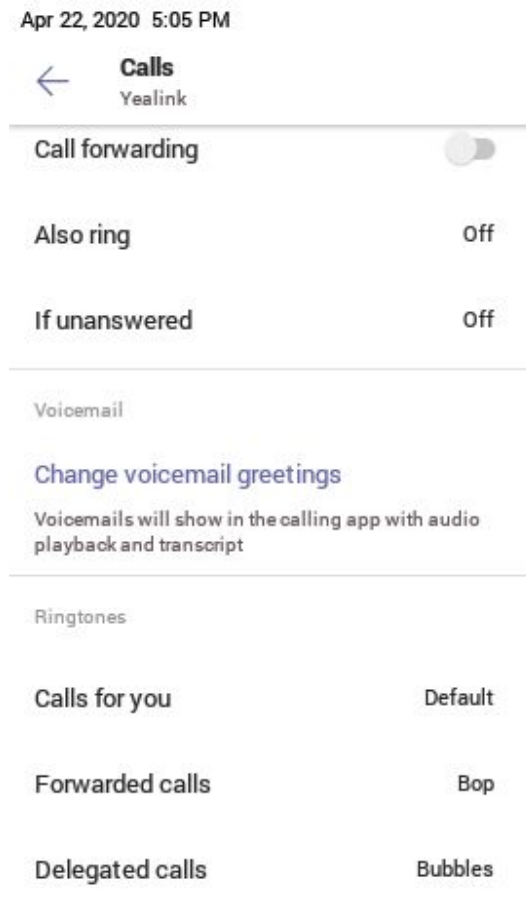 Apr 22, 2020 5:05 PM
Calls
Yealink
Call forwarding
Also ring Off
If unanswered Off
Voicemail
Change voicemail greetings
Voicemails will show in the calling app with audio
playback and transcript
Ringtones
Calls for you Default
Forwarded calls Bop
Delegated calls Bubbles